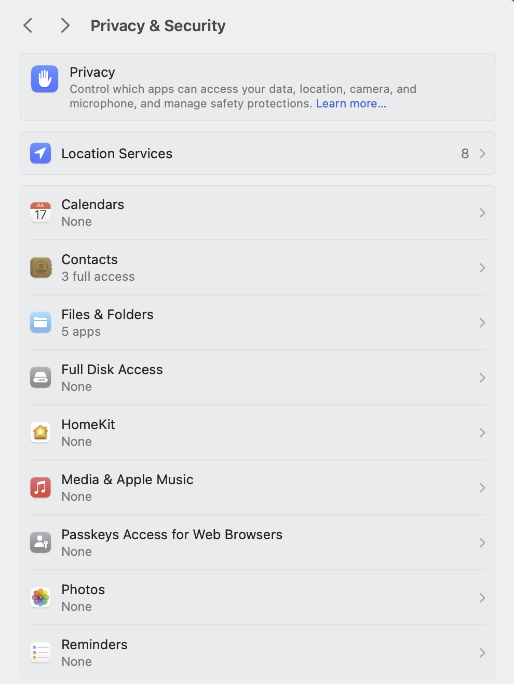 Privacy & Security
Privacy
Control which apps can access your data, location, camera, and
microphone, and manage safety protections. Learn more...
Location Services
8
JUL
17
Calendars
None
Contacts
3 full access
Files & Folders
5 apps
Full Disk Access
None
HomeKit
None
Media & Apple Music
None
Passkeys Access for Web Browsers
None
Photos
None
Reminders
None